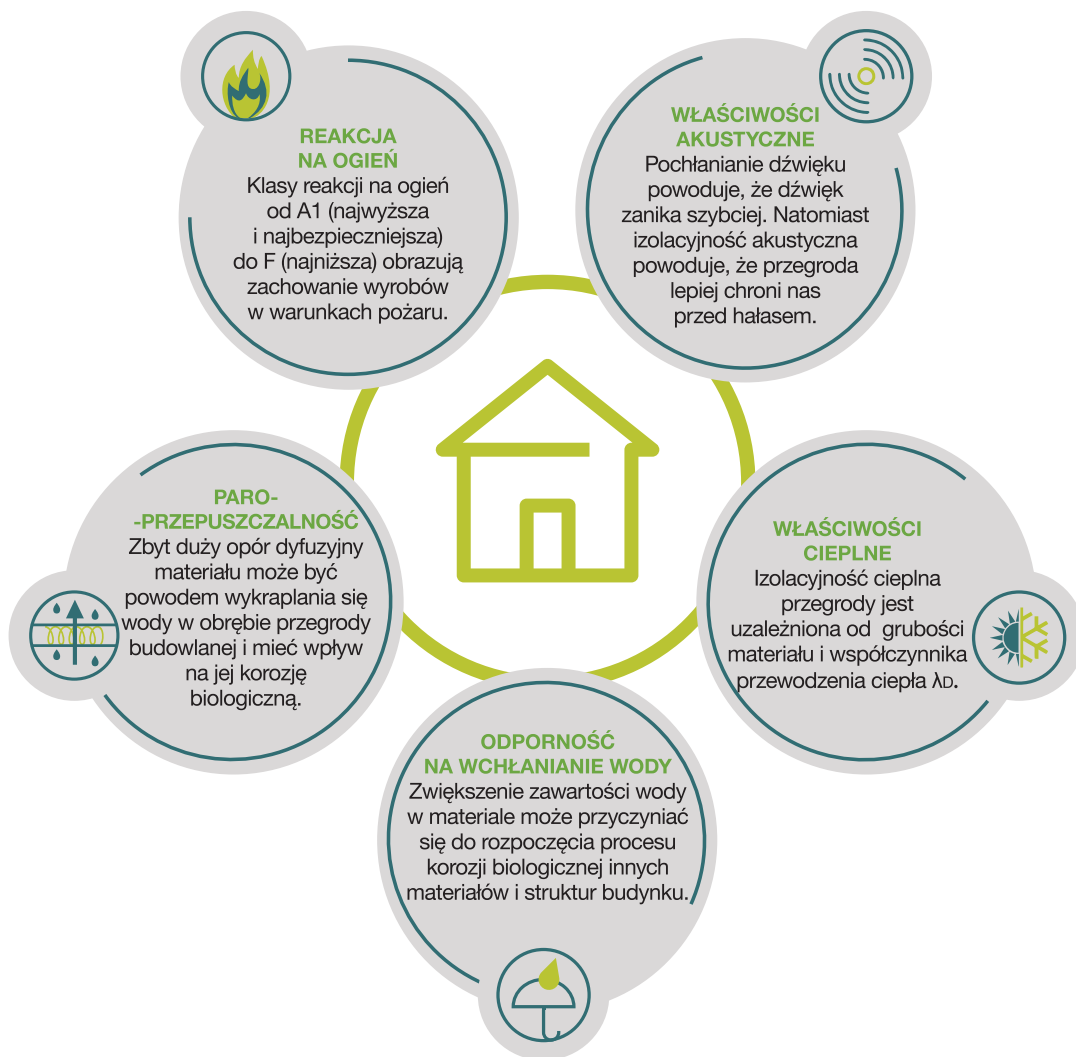 REAKCJA
NA OGIEŃ
Klasy reakcji na ogień
od A1 (najwyższa
i najbezpieczniejsza)
do F (najniższa) obrazują
zachowanie wyrobów
w warunkach pożaru.
WŁAŚCIWOŚCI
AKUSTYCZNE
Pochłanianie dźwięku
powoduje, że dźwięk
zanika szybciej. Natomiast
izolacyjność akustyczna
powoduje, że przegroda
lepiej chroni nas
przed hałasem.
PARO-
-PRZEPUSZCZALNOŚĆ
Zbyt duży opór dyfuzyjny
materiału może być
powodem wykraplania się
wody w obrębie przegrody
budowlanej i mieć wpływ
na jej korozję
biologiczną.
WŁAŚCIWOŚCI
CIEPLNE
Izolacyjność cieplna
przegrody jest
uzależniona od grubości
materiału i współczynnika
przewodzenia ciepła λD.
ODPORNOŚĆ
NA WCHŁANIANIE WODY
Zwiększenie zawartości wody
w materiale może przyczyniać
się do rozpoczęcia procesu
korozji biologicznej innych
materiałów i struktur budynku.